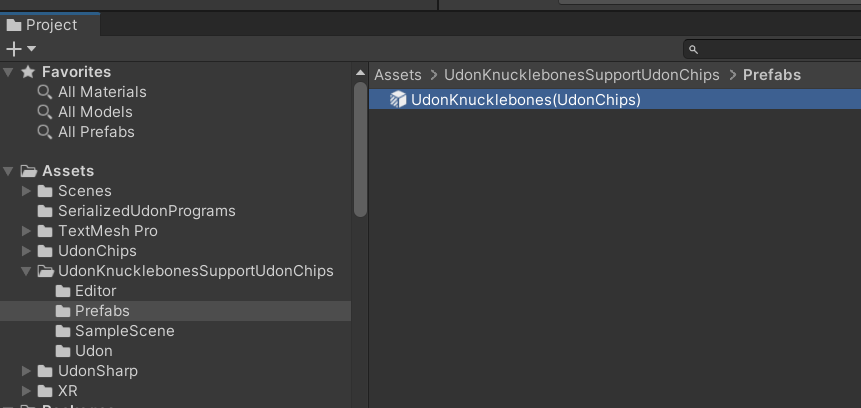 Project
Favorites
All Materials
All Models
All Prefabs
Assets
Scenes
SerializedUdonPrograms
TextMesh Pro
UdonChips
UdonKnucklebonesSupportUdonChips
Editor
Prefabs
SampleScene
Udon
UdonSharp
XR
Packages
Assets > UdonKnucklebonesSupportUdonChips > Prefabs
UdonKnucklebones(UdonChips)